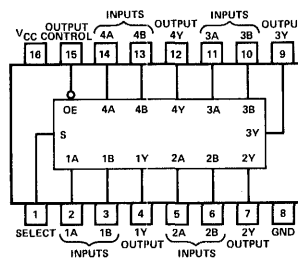 INPUTS INPUTS
VCC OUTPUT CONTROL 4A 4B OUTPUT 4Y 3A 3B OUTPUT 3Y
16 15 14 13 12 11 10 9
OE 4A 4B 4Y 3A 3B
S 3Y
1A 1B 1Y 2A 2B 2Y
1 2 3 4 5 6 7 8
SELECT 1A 1B 1Y 2A 2B 2Y GND
INPUTS OUTPUT INPUTS OUTPUT